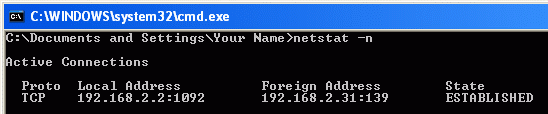 C:\WINDOWS\system32\cmd.exe
C:\Documents and Settings\Your Name>netstat -n
Active Connections
Proto Local Address Foreign Address State
TCP 192.168.2.2:1092 192.168.2.31:139 ESTABLISHED